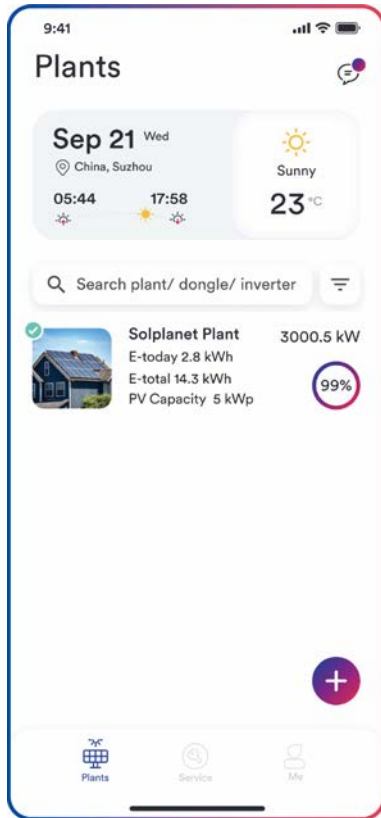 9:41
Plants
Sep 21 Wed
China, Suzhou
05:44 17:58
Sunny
23 °C
Search plant/ dongle/ inverter
Solplanet Plant 3000.5 kW
E-today 2.8 kWh
E-total 14.3 kWh
PV Capacity 5 kWp
99%
+
Plants Service Me